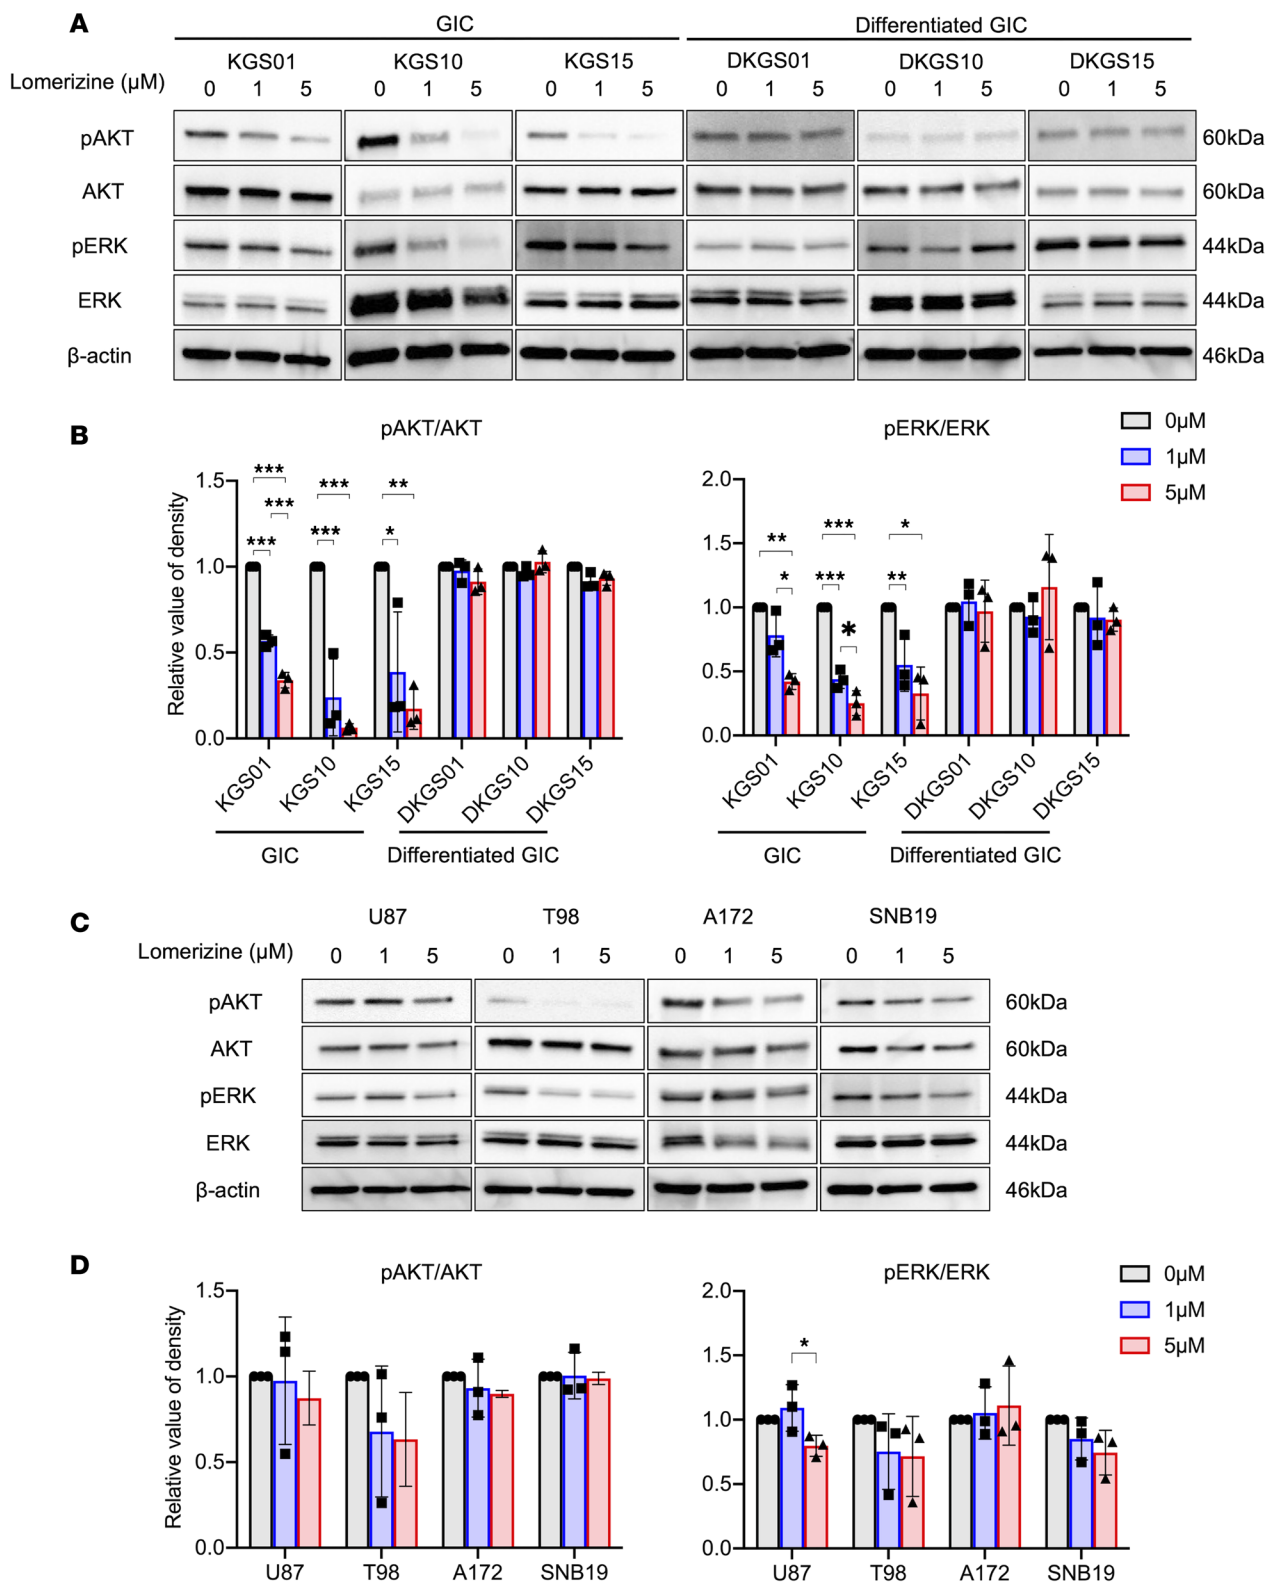 A
GIC
Differentiated GIC
KGS01 KGS10 KGS15 DKGS01 DKGS10 DKGS15
Lomerizine (µM) 0 1 5 0 1 5 0 1 5 0 1 5 0 1 5 0 1 5
pAKT 60kDa
AKT 60kDa
pERK 44kDa
ERK 44kDa
β-actin 46kDa
B
pAKT/AKT
Relative value of density
1.5
1.0
0.5
0.0
*** *** **
***
*** *** *
KGS01 KGS10 KGS15 DKGS01 DKGS10 DKGS15
GIC Differentiated GIC
pERK/ERK
2.0
1.5
1.0
0.5
0.0
** *** *
* *** **
*
KGS01 KGS10 KGS15 DKGS01 DKGS10 DKGS15
GIC Differentiated GIC
0µM
1µM
5µM
C
U87 T98 A172 SNB19
Lomerizine (µM) 0 1 5 0 1 5 0 1 5 0 1 5
pAKT 60kDa
AKT 60kDa
pERK 44kDa
ERK 44kDa
β-actin 46kDa
D
pAKT/AKT
Relative value of density
1.5
1.0
0.5
0.0
U87 T98 A172 SNB19
pERK/ERK
2.0
1.5
1.0
0.5
0.0
*
U87 T98 A172 SNB19
0µM
1µM
5µM